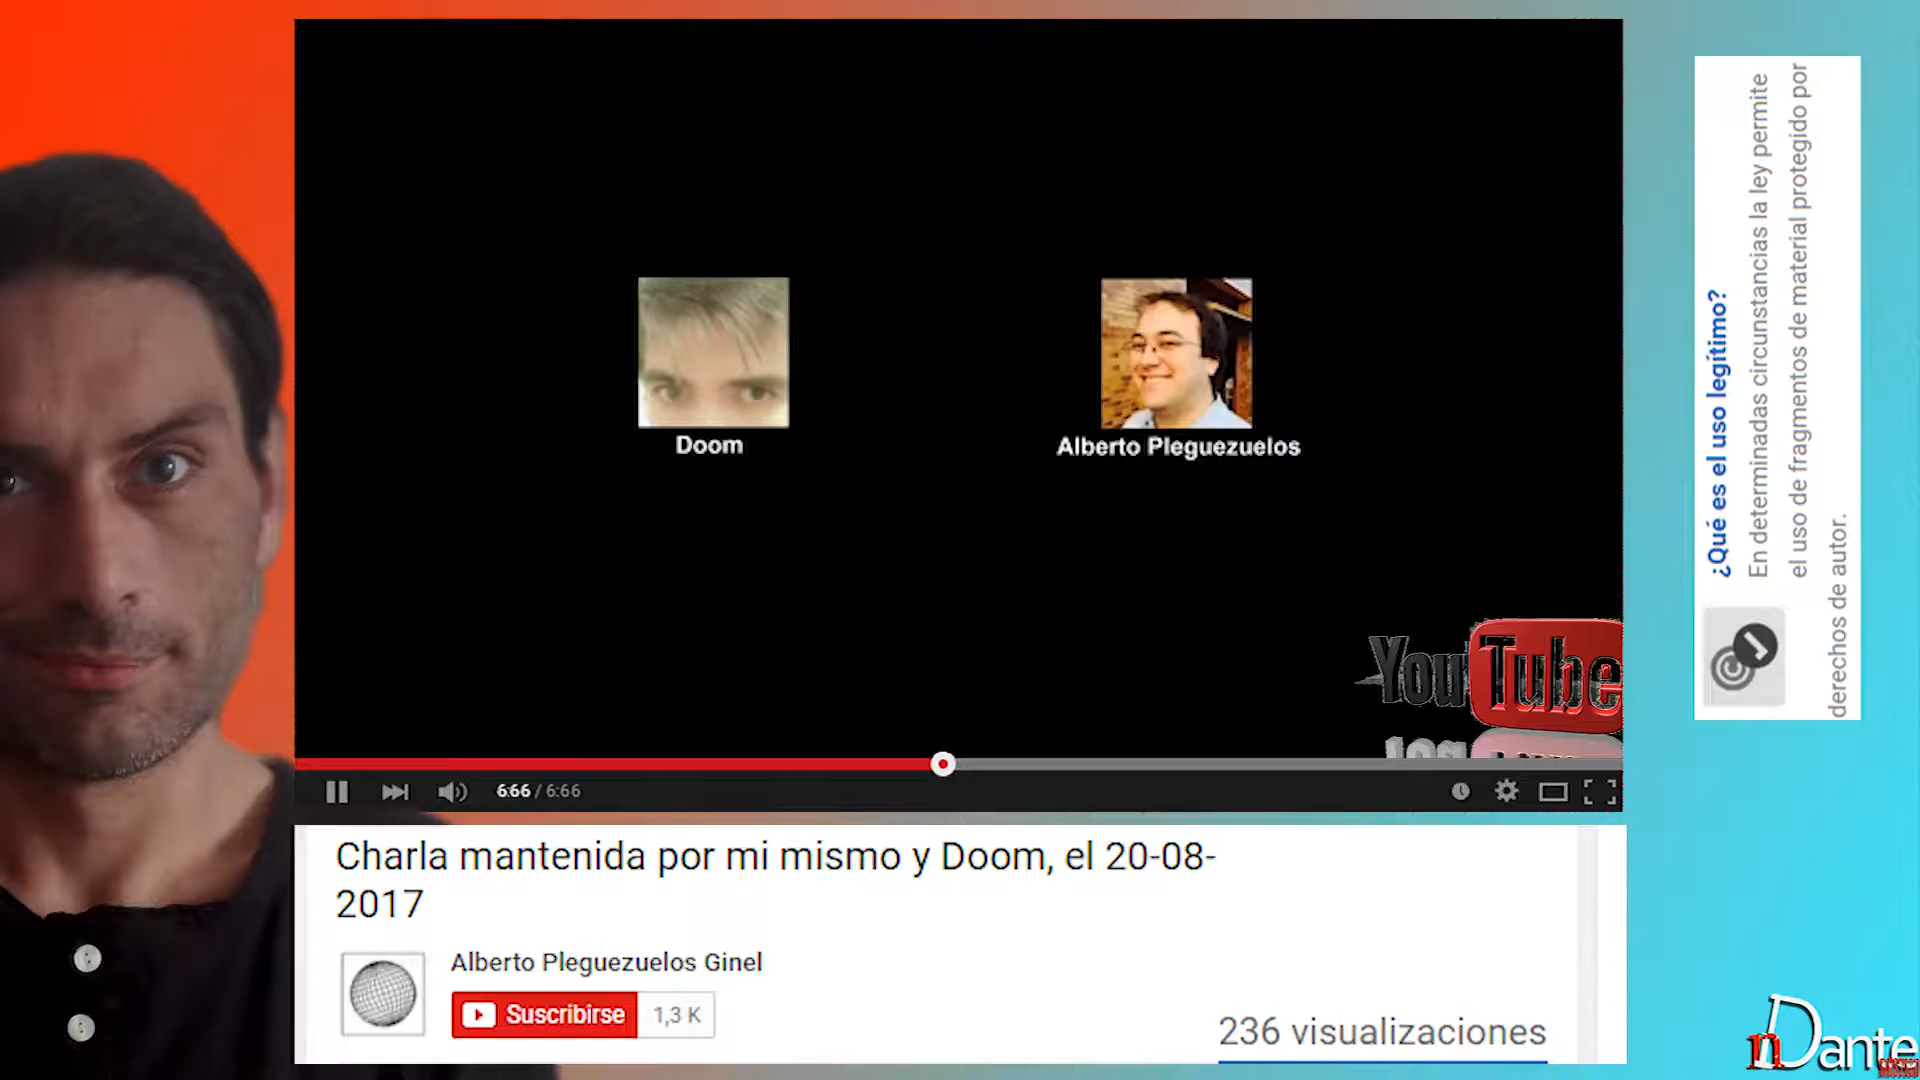 Doom
Alberto Pleguezuelos
YouTube
6:66 / 6:66
Charla mantenida por mi mismo y Doom, el 20-08-
2017
Alberto Pleguezuelos Ginel
Suscribirse 1,3 K
236 visualizaciones
¿Qué es el uso legítimo?
En determinadas circunstancias la ley permite
el uso de fragmentos de material protegido por
derechos de autor.
nDante